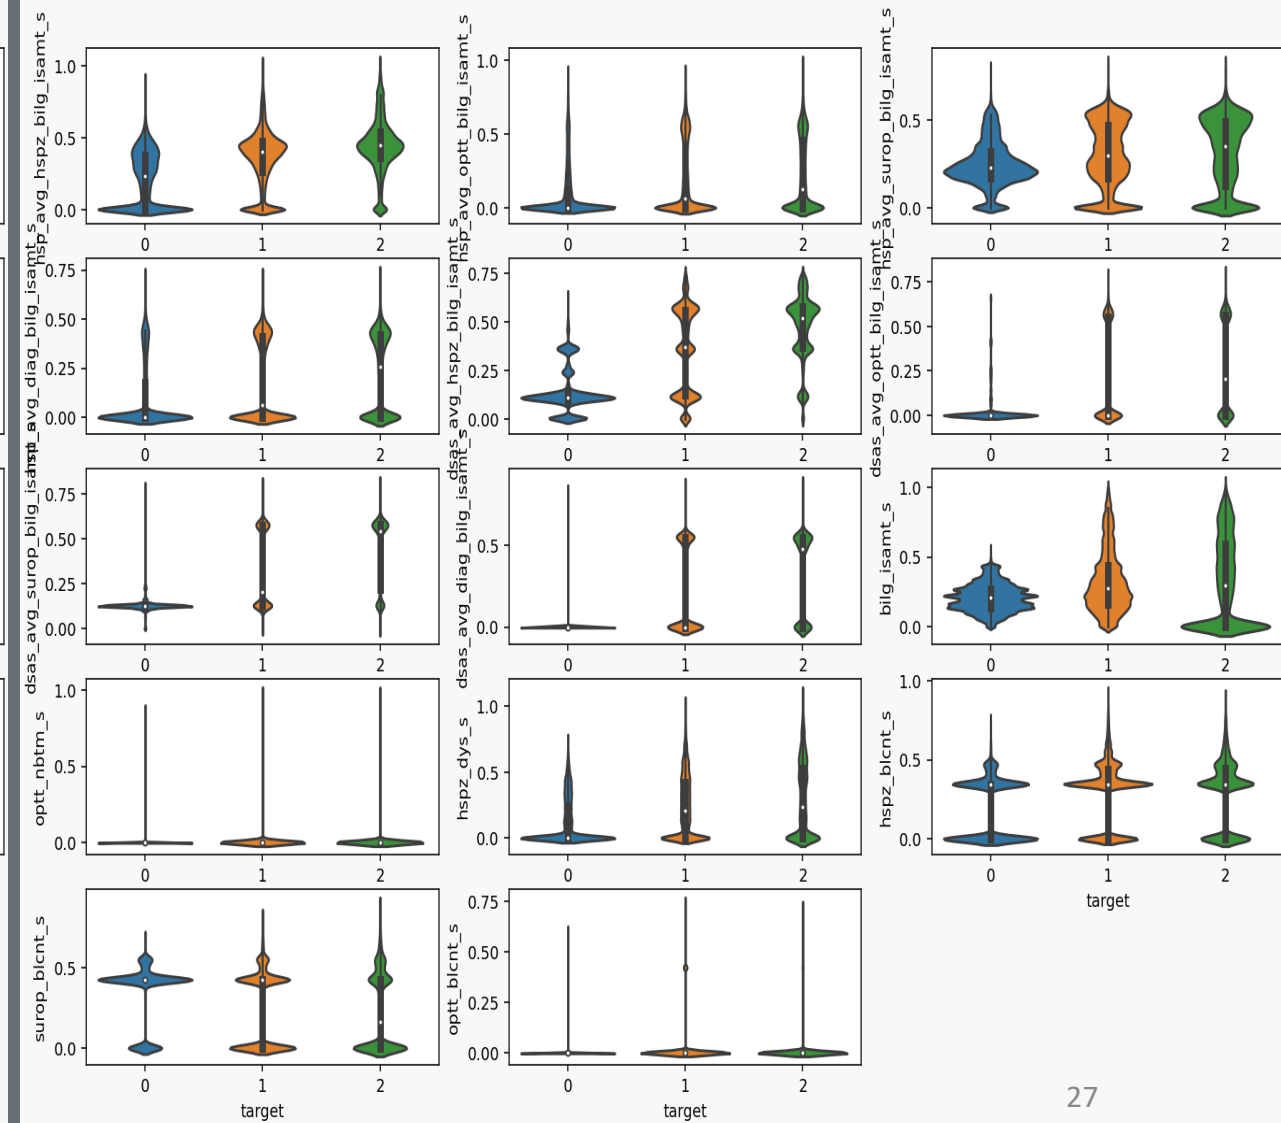 hsp_avg_hspz_bilg_isamt_s
1.0
0.5
0.0
0 1 2
hsp_avg_optt_bilg_isamt_s
1.0
0.5
0.0
0 1 2
hsp_avg_surop_bilg_isamt_s
0.5
0.0
0 1 2
hsp_avg_diag_bilg_isamt_s
0.75
0.50
0.25
0.00
0 1 2
dsas_avg_hspz_bilg_isamt_s
0.75
0.50
0.25
0.00
0 1 2
dsas_avg_optt_bilg_isamt_s
0.75
0.50
0.25
0.00
0 1 2
dsas_avg_surop_bilg_isamt_s
0.75
0.50
0.25
0.00
0 1 2
dsas_avg_diag_bilg_isamt_s
0.5
0.0
0 1 2
bilg_isamt_s
1.0
0.5
0.0
0 1 2
optt_nbtm_s
1.0
0.5
0.0
0 1 2
hspz_dys_s
1.0
0.5
0.0
0 1 2
hspz_blcnt_s
1.0
0.5
0.0
0 1 2
target
surop_blcnt_s
0.5
0.0
0 1 2
target
optt_blcnt_s
0.75
0.50
0.25
0.00
0 1 2
target
27